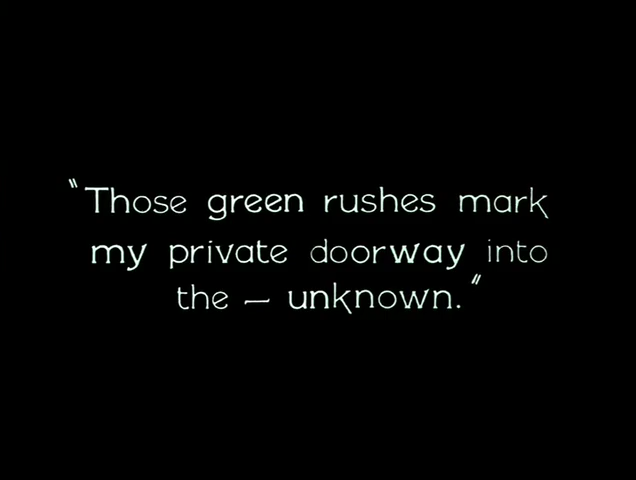 "Those green rushes mark
my private doorway into
the — unknown."